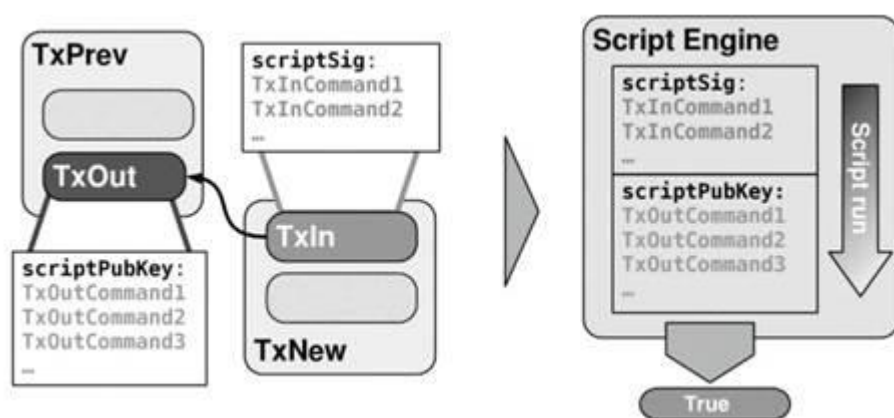 TxPrev
TxOut
scriptPubKey:
TxOutCommand1
TxOutCommand2
TxOutCommand3
…
scriptSig:
TxInCommand1
TxInCommand2
…
TxIn
TxNew
Script Engine
scriptSig:
TxInCommand1
TxInCommand2
…
scriptPubKey:
TxOutCommand1
TxOutCommand2
TxOutCommand3
…
Script run
True